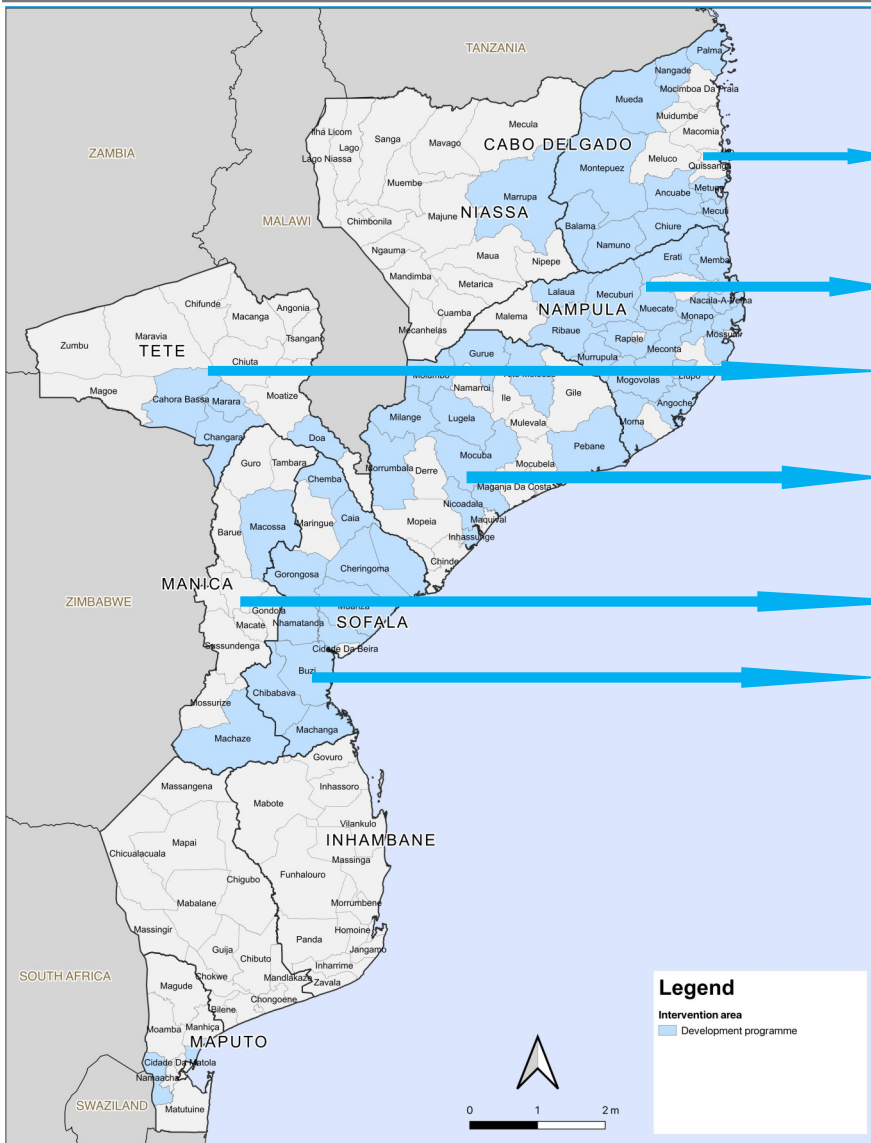 TANZANIA
Palma
Nangade
Mueda
Mocimboa Da Praia
Muidumbe
Mecula
Ilha Licom
Sanga
Mavago
Macomia
Lago
CABO DELGADO
ZAMBIA
Lago Niassa
Meluco
Quissanga
Montepuez
Muembe
Marrupa
Ancuabe
Metuge
MALAWI
Chimbonila
Majune
NIASSA
Mecufi
Balama
Chiure
Ngauma
Namuno
Maua
Nipepe
Erati
Memba
Mandimba
Metarica
Lalaua
Mecuburi
Chifunde
Angonia
Nacala-A-Velha
Macanga
Cuamba
Malema
NAMPULA
Muecate
Monapo
Mecanhelas
Ribaue
Zumbu
Maravia
Tsangano
Rapale
Mossuril
TETE
Gurue
Murrupula
Meconta
Chiuta
Molumbo
Mogovolas
Liupo
Magoe
Cahora Bassa
Marara
Moatize
Namarroi
Ile
Gile
Angoche
Milange
Lugela
Mulevala
Moma
Changara
Doa
Pebane
Guro
Tambara
Mocuba
Morrumbala
Derre
Mocubela
Chemba
Maganja Da Costa
Macossa
Caia
Nicoadala
Barue
Maringue
Mopeia
Maquival
Inhassunge
Cheringoma
Chinde
Gorongosa
MANICA
ZIMBABWE
Gondola
Muanza
Macate
Nhamatanda
SOFALA
Sussundenga
Cidade Da Beira
Buzi
Chibabava
Mossurize
Machanga
Machaze
Govuro
Massangena
Inhassoro
Mabote
Vilankulo
Mapai
INHAMBANE
Chicualacuala
Massinga
Chigubo
Funhalouro
Mabalane
Morrumbene
Massingir
Homoine
Panda
Guija
Jangamo
Chibuto
Inharrime
SOUTH AFRICA
Chokwe
Mandlakaze
Zavala
Magude
Chongoene
Bilene
Moamba
Manhiça
MAPUTO
Cidade Da Matola
Namaacha
SWAZILAND
Matutuine
Legend
Intervention area
Development programme
0 1 2 m